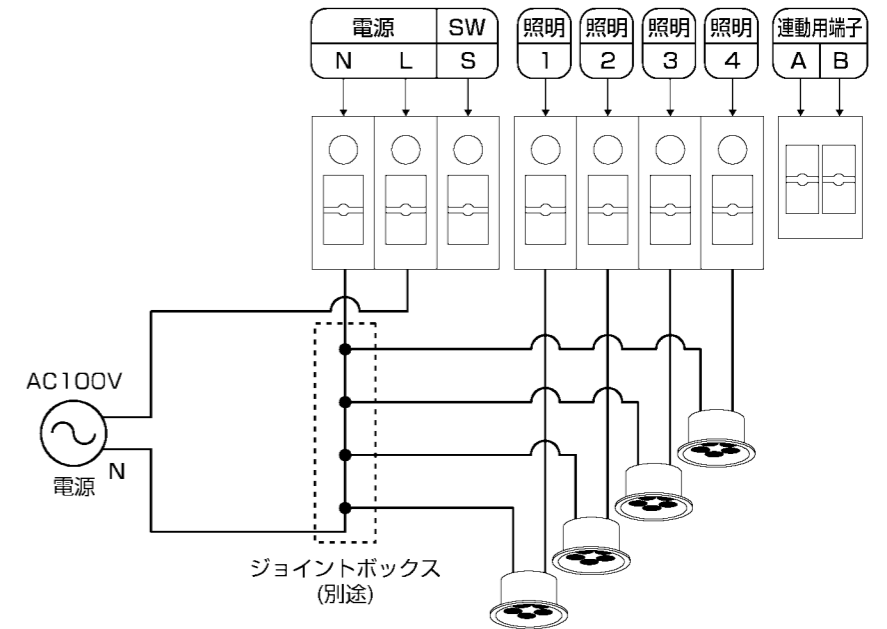 電源 SW 照明 照明 照明 照明 連動用端子
N L S 1 2 3 4 A B
AC100V
N
電源
ジョイントボックス
(別途)